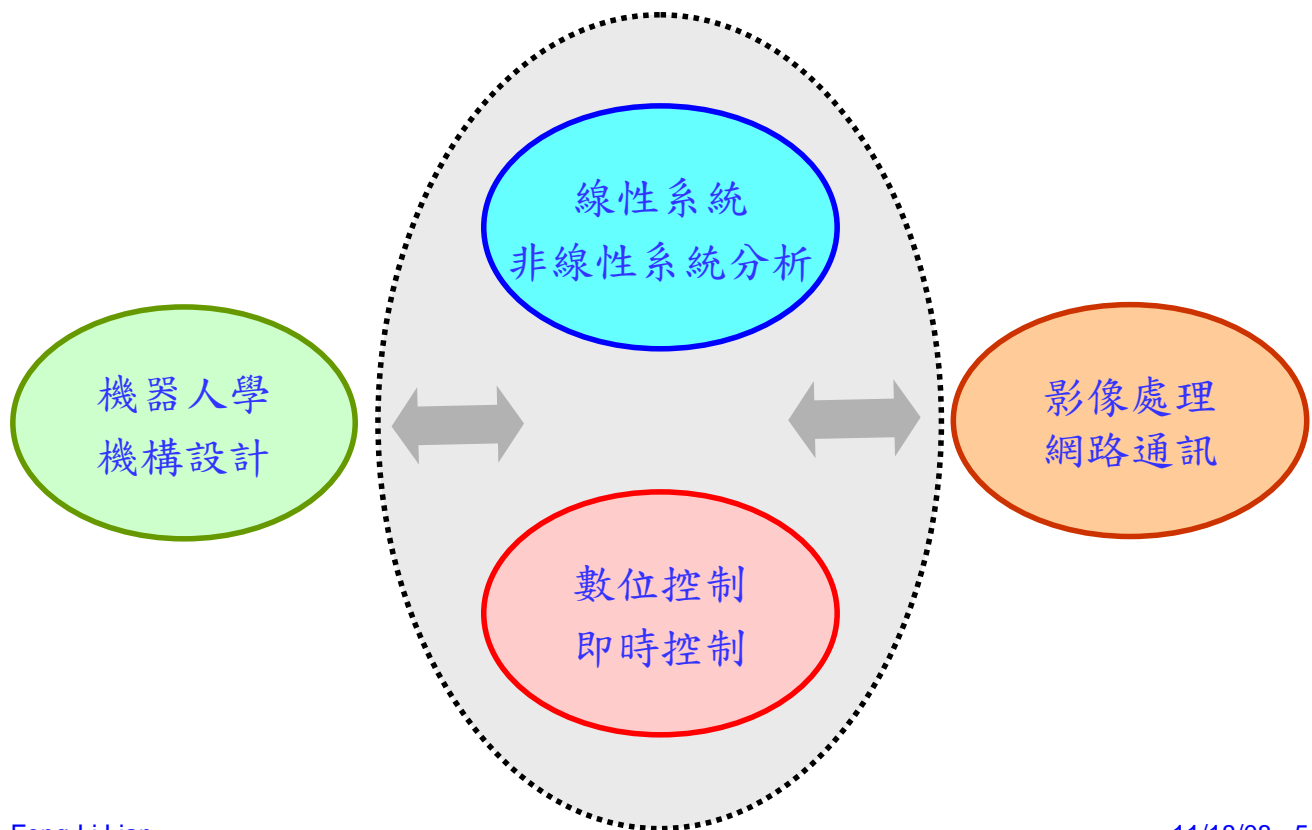 線性系統
非線性系統分析
機器人學
機構設計
影像處理
網路通訊
數位控制
即時控制